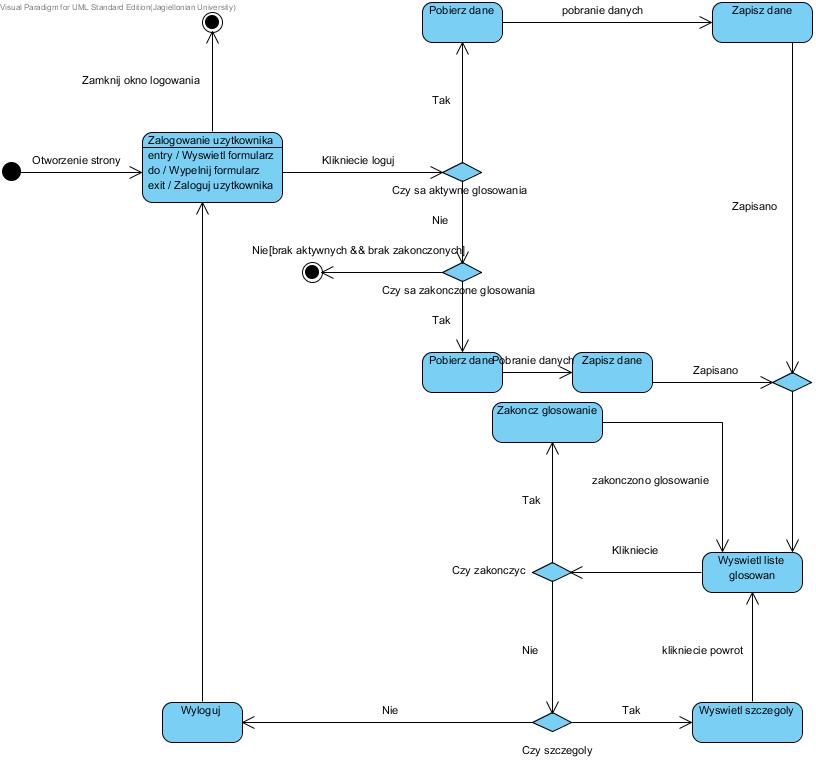 Visual Paradigm for UML Standard Edition(Jagiellonian University)
Pobierz dane
pobranie danych
Zapisz dane
Zamknij okno logowania
Tak
Otworzenie strony
Zalogowanie uzytkownika
entry / Wyswietl formularz
do / Wypelnij formularz
exit / Zaloguj uzytkownika
Klikniecie loguj
Czy sa aktywne glosowania
Zapisano
Nie
Nie[brak aktywnych && brak zakonczonych]
Czy sa zakonczone glosowania
Tak
Pobierz dane
Pobranie danych
Zapisz dane
Zapisano
Zakoncz glosowanie
zakonczono glosowanie
Tak
Klikniecie
Wyswietl liste
glosowan
Czy zakonczyc
Nie
klikniecie powrot
Wyloguj
Nie
Tak
Wyswietl szczegoly
Czy szczegoly